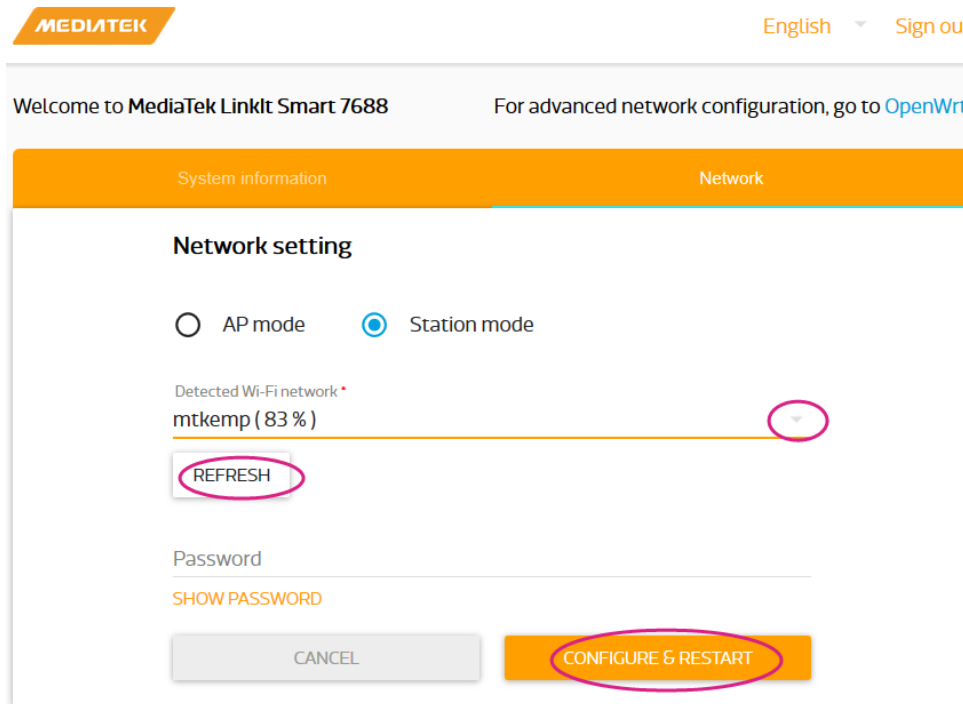 MEDIATEK
English Sign ou
Welcome to MediaTek LinkIt Smart 7688 For advanced network configuration, go to OpenWrt
System information Network
Network setting
AP mode Station mode
Detected Wi-Fi network *
mtkemp ( 83 % )
REFRESH
Password
SHOW PASSWORD
CANCEL CONFIGURE & RESTART